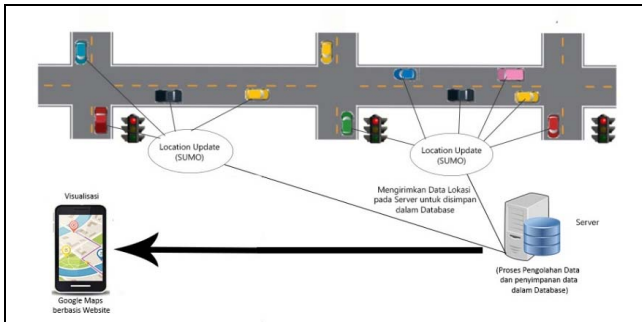 Location Update
(SUMO)
Location Update
(SUMO)
Mengirimkan Data Lokasi
pada Server untuk disimpan
dalam Database
Visualisasi
Server
(Proses Pengolahan Data
dan penyimpanan data
dalam Database)
Google Maps
berbasis Website